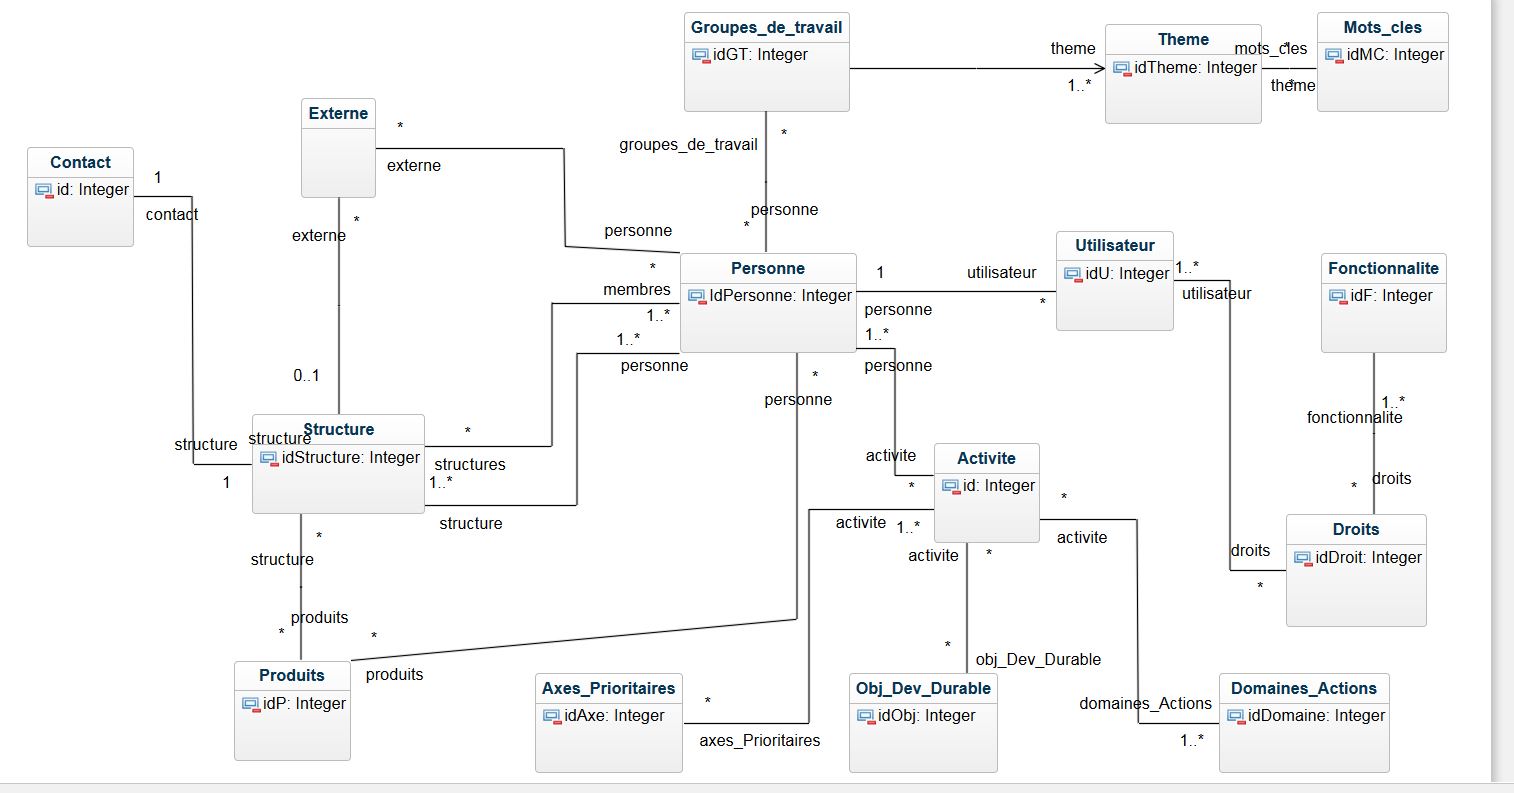 Groupes_de_travail
idGT: Integer
theme
1..*
Theme
idTheme: Integer
mots_cles
*
theme
*
Mots_cles
idMC: Integer
Externe
*
externe
Contact
id: Integer
1
contact
groupes_de_travail
*
personne
*
externe
*
personne
*
Personne
IdPersonne: Integer
1
personne
utilisateur
*
Utilisateur
idU: Integer
1..*
utilisateur
Fonctionnalite
idF: Integer
membres
1..*
1..*
personne
1..*
personne
*
personne
0..1
structure
structure
1
Structure
idStructure: Integer
*
structures
1..*
structure
1..*
fonctionnalite
*
droits
activite
*
Activite
id: Integer
activite
1..*
*
activite
activite
*
Droits
idDroit: Integer
droits
*
*
structure
produits
*
*
produits
Produits
idP: Integer
*
obj_Dev_Durable
Axes_Prioritaires
idAxe: Integer
*
axes_Prioritaires
Obj_Dev_Durable
idObj: Integer
domaines_Actions
1..*
Domaines_Actions
idDomaine: Integer